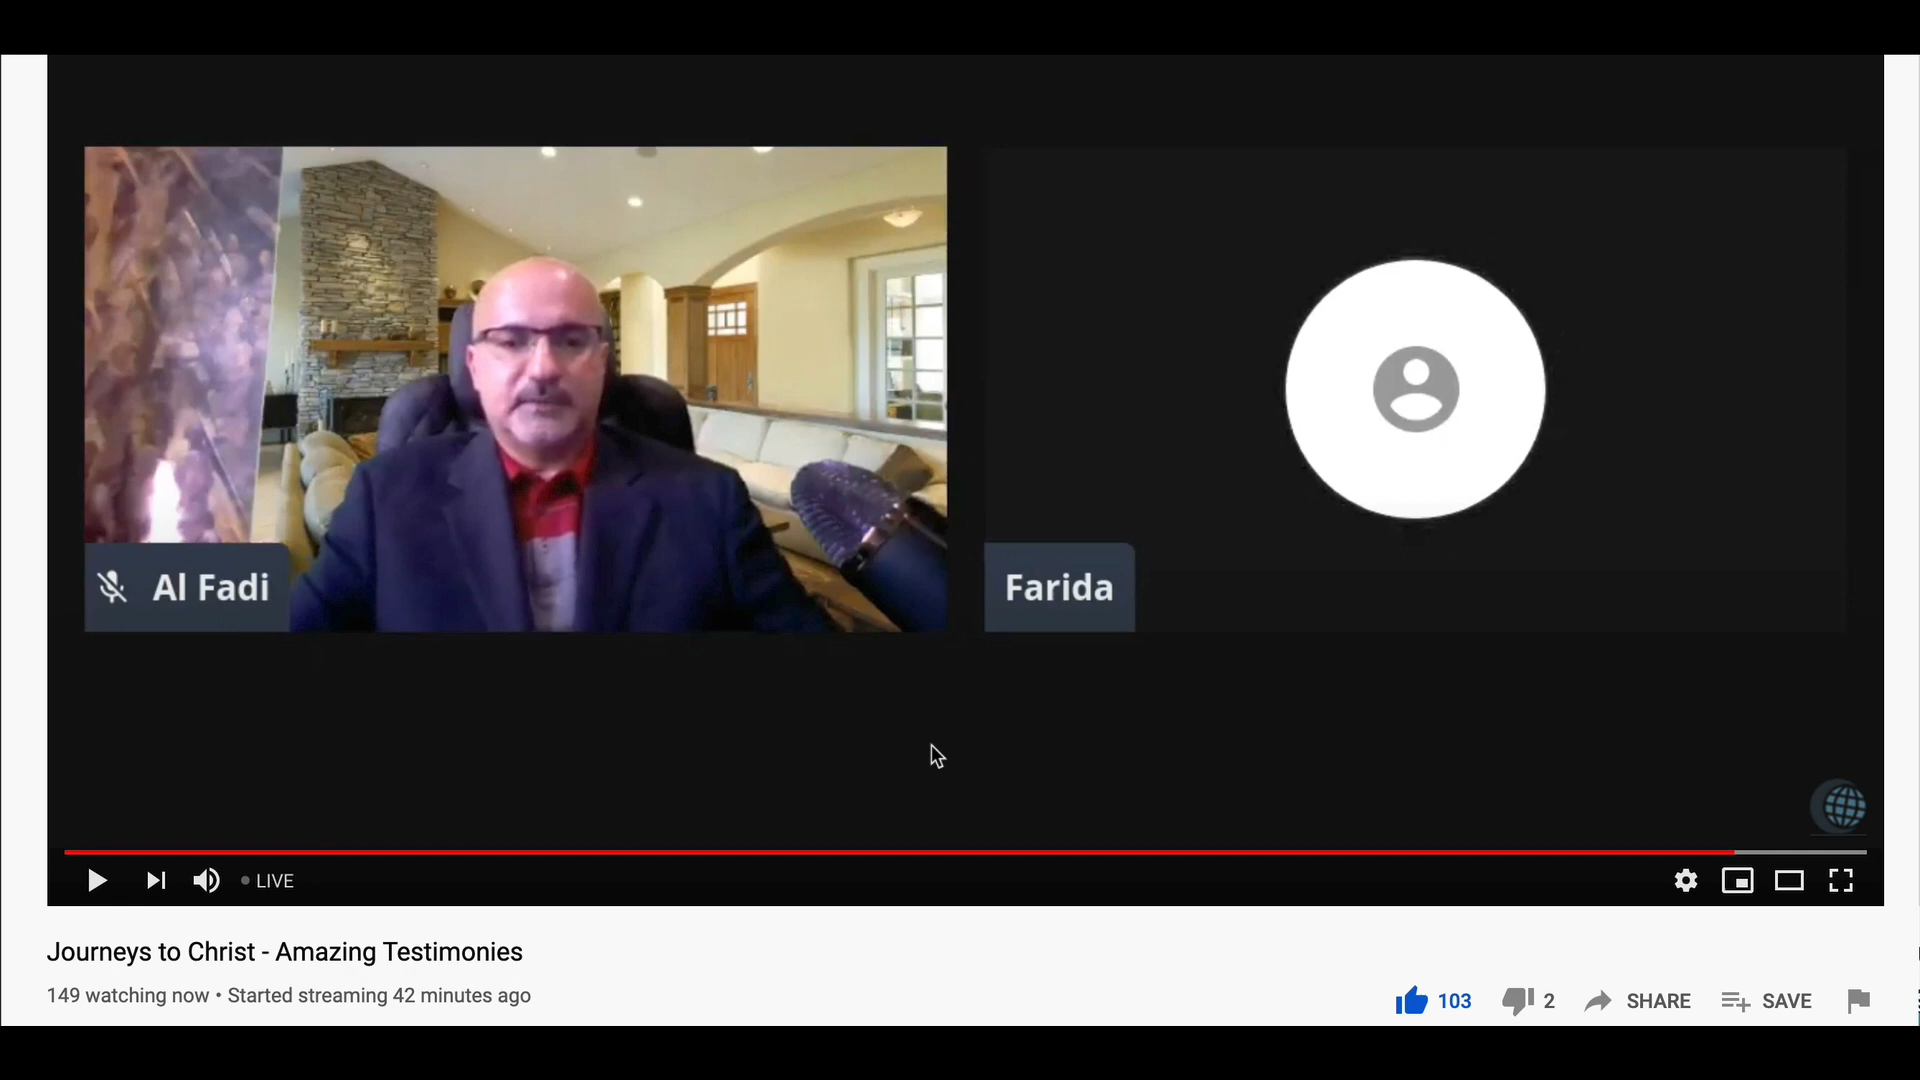 Al Fadi
Farida
LIVE
Journeys to Christ - Amazing Testimonies
149 watching now • Started streaming 42 minutes ago
103
2
SHARE
SAVE